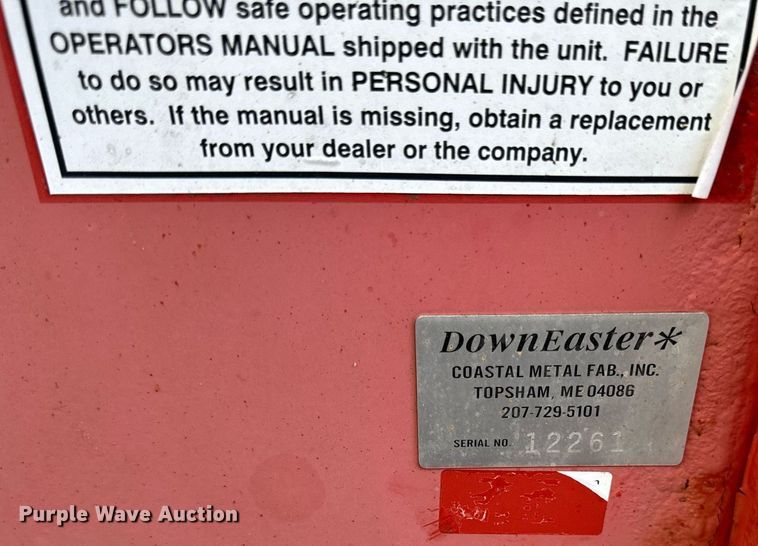 and FOLLOW safe operating practices defined in the
OPERATORS MANUAL shipped with the unit. FAILURE
to do so may result in PERSONAL INJURY to you or
others. If the manual is missing, obtain a replacement
from your dealer or the company.
DownEaster*
COASTAL METAL FAB., INC.
TOPSHAM, ME 04086
207-729-5101
SERIAL NO. 12261
Purple Wave Auction